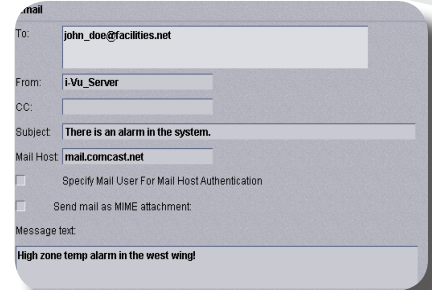 Email
To: john_doe@facilities.net
From: i-Vu_Server
CC:
Subject: There is an alarm in the system.
Mail Host: mail.comcast.net
Specify Mail User For Mail Host Authentication
Send mail as MIME attachment:
Message text:
High zone temp alarm in the west wing!